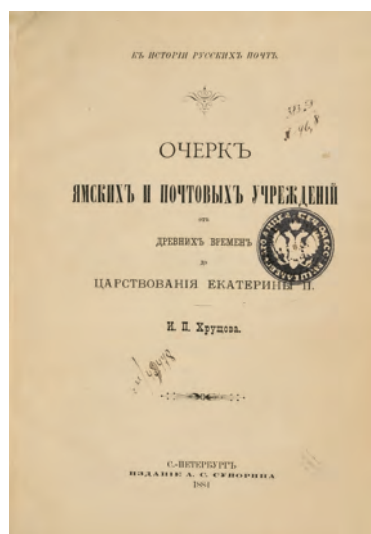 КЪ ИСТОРІИ РУССКИХЪ ПОЧТЪ.
ОЧЕРКЪ
ЯМСКИХЪ И ПОЧТОВЫХЪ УЧРЕЖДЕНІЙ
отъ
ДРЕВНИХЪ ВРЕМЕНЪ
до
ЦАРСТВОВАНІЯ ЕКАТЕРИНЫ II.
И. П. Хрущова.
С.-ПЕТЕРБУРГЪ
ИЗДАНІЕ А. С. СУВОРИНА
1884